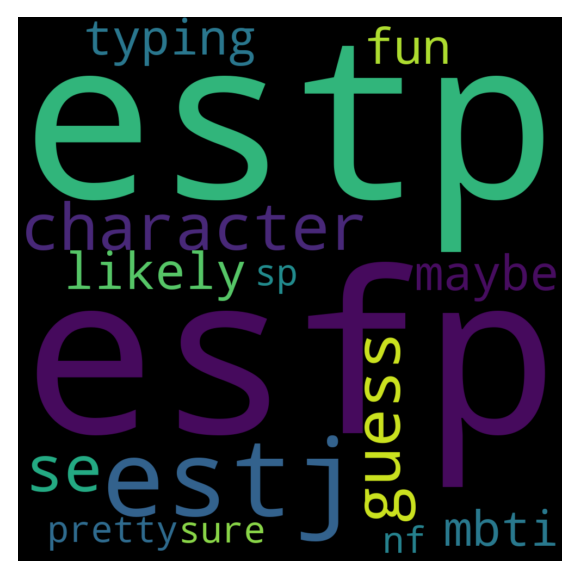 typing fun
estp
character
likely sp maybe
esfp
guess
se estj
pretty sure nf mbti